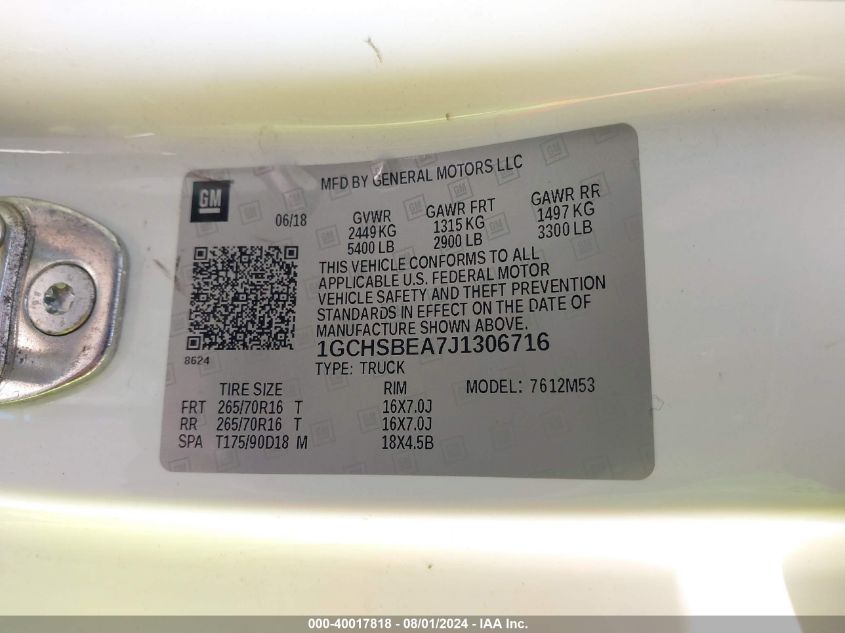 MFD BY GENERAL MOTORS LLC
GM
06/18
GVWR GAWR FRT GAWR RR
2449 KG 1315 KG 1497 KG
5400 LB 2900 LB 3300 LB
THIS VEHICLE CONFORMS TO ALL
APPLICABLE U.S. FEDERAL MOTOR
VEHICLE SAFETY AND THEFT PREVENTION
STANDARDS IN EFFECT ON THE DATE OF
MANUFACTURE SHOWN ABOVE.
8624
1GCHSBEA7J1306716
TYPE: TRUCK
TIRE SIZE RIM MODEL: 7612M53
FRT 265/70R16 T 16X7.0J
RR 265/70R16 T 16X7.0J
SPA T175/90D18 M 18X4.5B
000-40017818 - 08/01/2024 - IAA Inc.